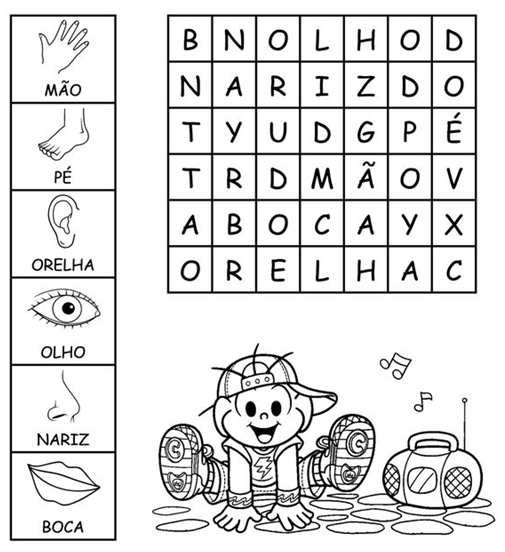 MÃO
PÉ
ORELHA
OLHO
NARIZ
BOCA
B N O L H O D
N A R I Z D O
T Y U D G P É
T R D M Ã O V
A B O C A Y X
O R E L H A C
C
C